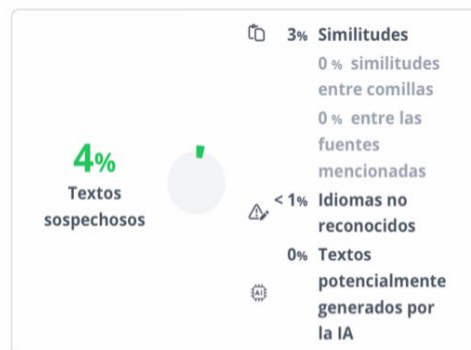 4%
Textos
sospechosos
3% Similitudes
0 % similitudes
entre comillas
0 % entre las
fuentes
mencionadas
< 1% Idiomas no
reconocidos
0% Textos
potencialmente
generados por
la IA
AI